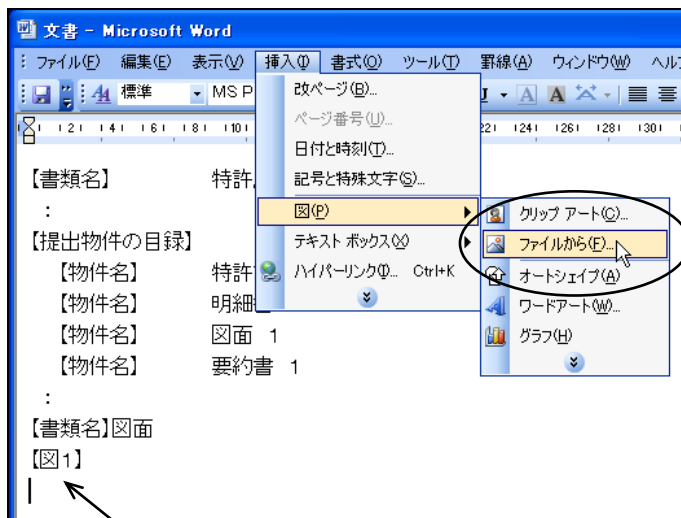 文書 - Microsoft Word
ファイル(F) 編集(E) 表示(V) 挿入(I) 書式(O) ツール(T) 罫線(A) ウィンドウ(W)
標準 MS P
改ページ(B)...
ページ番号(U)...
日付と時刻(T)...
記号と特殊文字(S)...
図(P)
テキスト ボックス(X)
ハイパーリンク(I)... Ctrl+K
クリップ アート(C)...
ファイルから(F)...
オートシェイプ(A)
ワードアート(W)...
グラフ(H)
【書類名】 特許
:
【提出物件の目録】
【物件名】 特許
【物件名】 明細
【物件名】 図面 1
【物件名】 要約書 1
:
【書類名】図面
【図1】